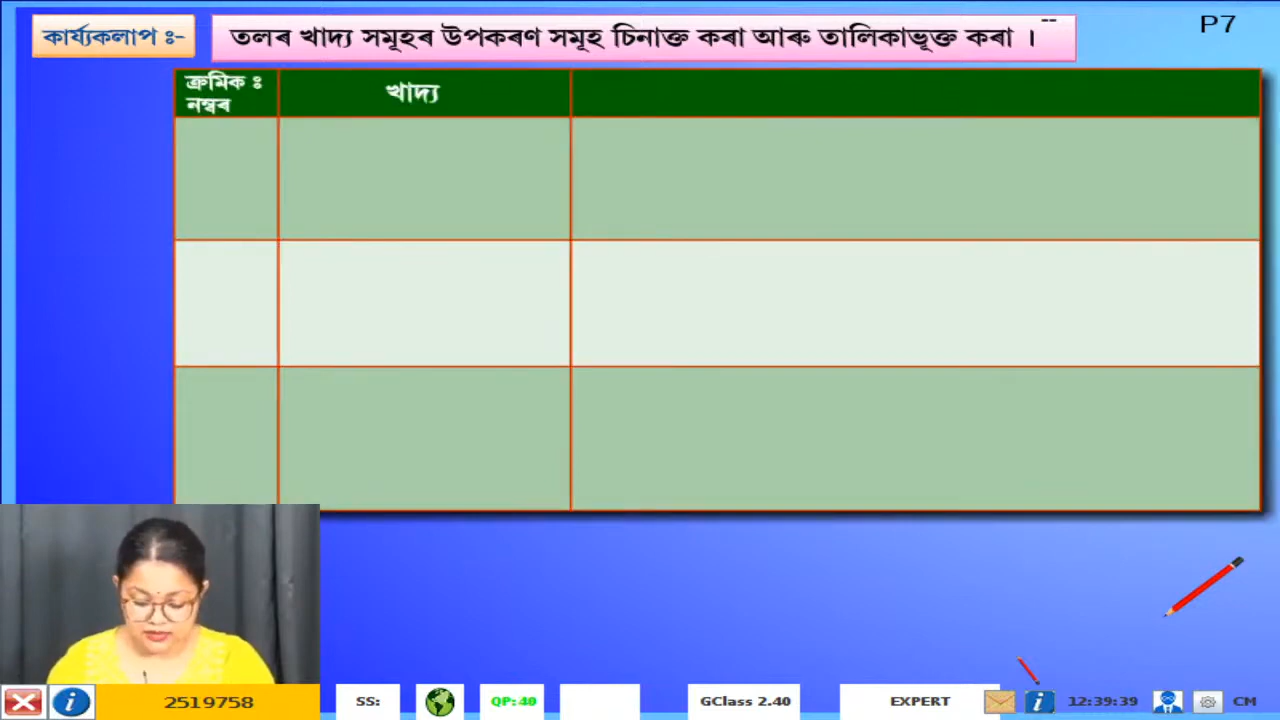 কাৰ্য্যকলাপ ঃ-
তলৰ খাদ্য সমূহৰ উপকৰণ সমূহ চিনাক্ত কৰা আৰু তালিকাভূক্ত কৰা ।
P7
ক্ৰমিক ঃ
নম্বৰ
খাদ্য
2519758
SS:
QP:40
GClass 2.40
EXPERT
12:39:39
CM